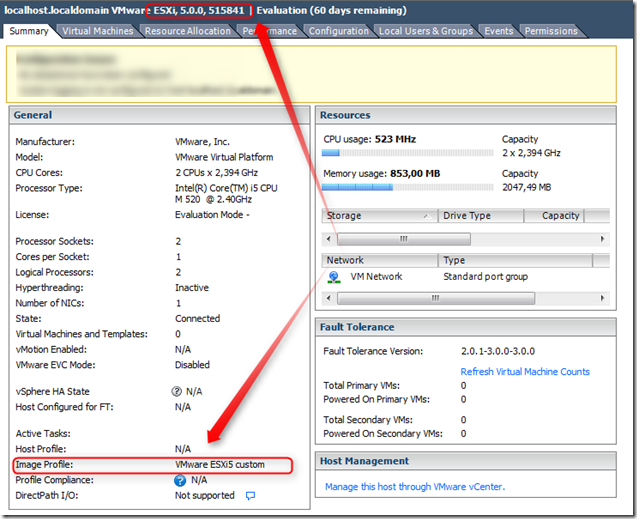 localhost.localdomain VMware ESXi, 5.0.0, 515841 | Evaluation (60 days remaining)
Summary Virtual Machines Resource Allocation Performance Configuration Local Users & Groups Events Permissions
General
Manufacturer: VMware, Inc.
Model: VMware Virtual Platform
CPU Cores: 2 CPUs x 2,394 GHz
Processor Type: Intel(R) Core(TM) i5 CPU
M 520 @ 2.40GHz
License: Evaluation Mode -
Processor Sockets: 2
Cores per Socket: 1
Logical Processors: 2
Hyperthreading: Inactive
Number of NICs: 1
State: Connected
Virtual Machines and Templates: 0
vMotion Enabled: N/A
VMware EVC Mode: Disabled
vSphere HA State ? N/A
Host Configured for FT: N/A
Active Tasks:
Host Profile: N/A
Image Profile: VMware ESXi5 custom
Profile Compliance: ? N/A
DirectPath I/O: Not supported
Resources
CPU usage: 523 MHz Capacity
2 x 2,394 GHz
Memory usage: 853,00 MB Capacity
2047,49 MB
Storage Drive Type Capacity
Network Type
VM Network Standard port group
Fault Tolerance
Fault Tolerance Version: 2.0.1-3.0.0-3.0.0
Refresh Virtual Machine Counts
Total Primary VMs: 0
Powered On Primary VMs: 0
Total Secondary VMs: 0
Powered On Secondary VMs: 0
Host Management
Manage this host through VMware vCenter.